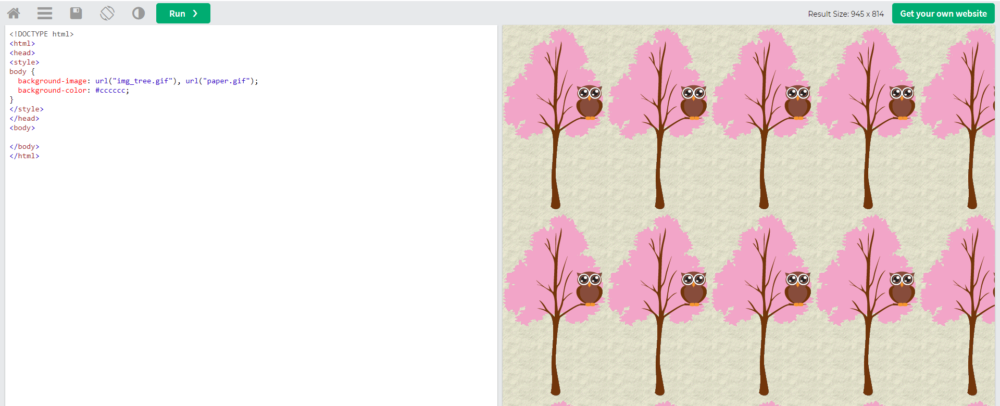 Run ❯
Result Size: 945 x 814
Get your own website
<!DOCTYPE html>
<html>
<head>
<style>
body {
  background-image: url("img_tree.gif"), url("paper.gif");
  background-color: #cccccc;
}
</style>
</head>
<body>

</body>
</html>